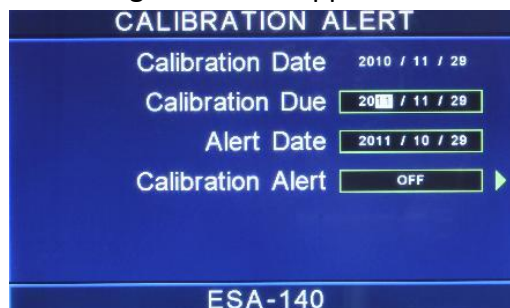 CALIBRATION ALERT
Calibration Date 2010 / 11 / 29
Calibration Due 2011 / 11 / 29
Alert Date 2011 / 10 / 29
Calibration Alert OFF
ESA-140